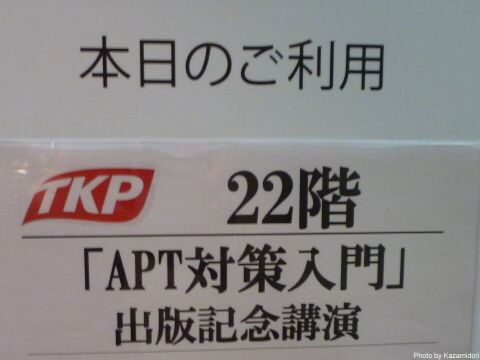 本日のご利用
TKP 22階
「APT対策入門」
出版記念講演
Photo by Kazamidori